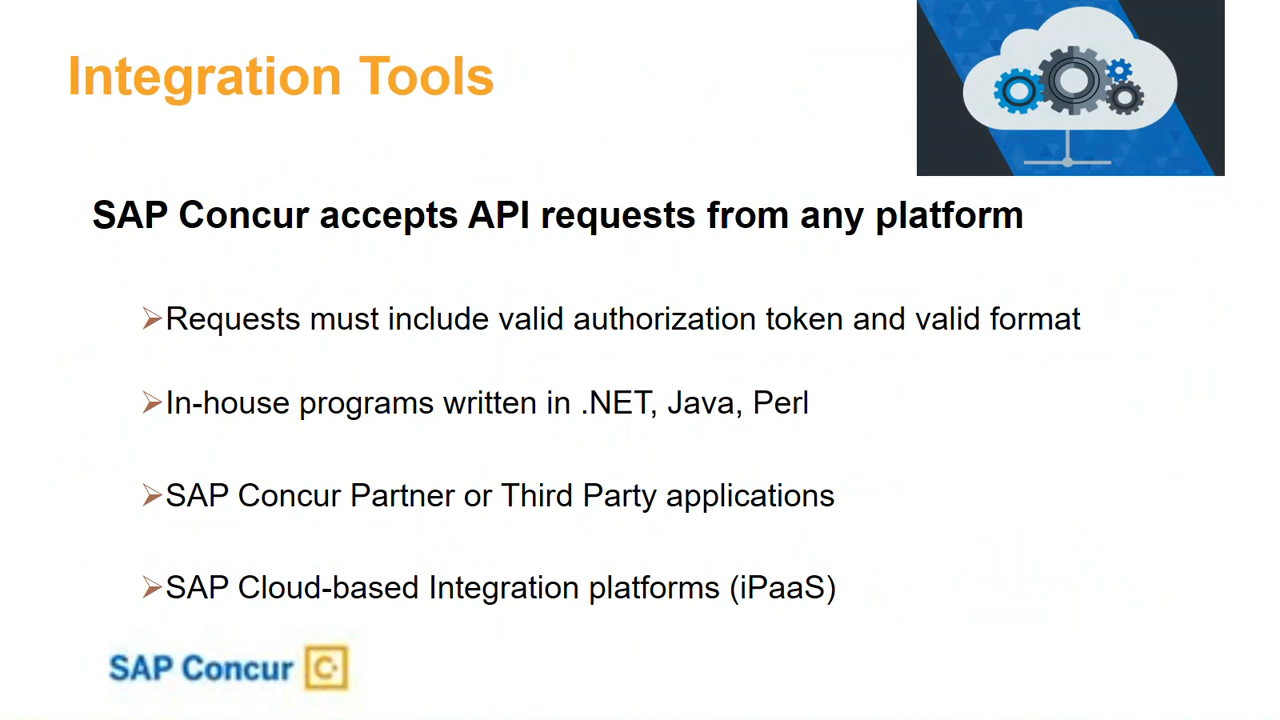 Integration Tools
SAP Concur accepts API requests from any platform
➢Requests must include valid authorization token and valid format
➢In-house programs written in .NET, Java, Perl
➢SAP Concur Partner or Third Party applications
➢SAP Cloud-based Integration platforms (iPaaS)
SAP Concur C